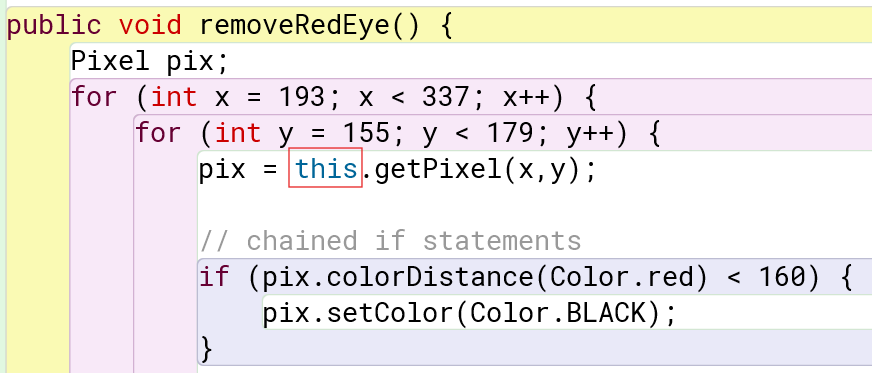 public void removeRedEye() {
Pixel pix;
for (int x = 193; x < 337; x++) {
for (int y = 155; y < 179; y++) {
pix = this.getPixel(x,y);
// chained if statements
if (pix.colorDistance(Color.red) < 160) {
pix.setColor(Color.BLACK);
}